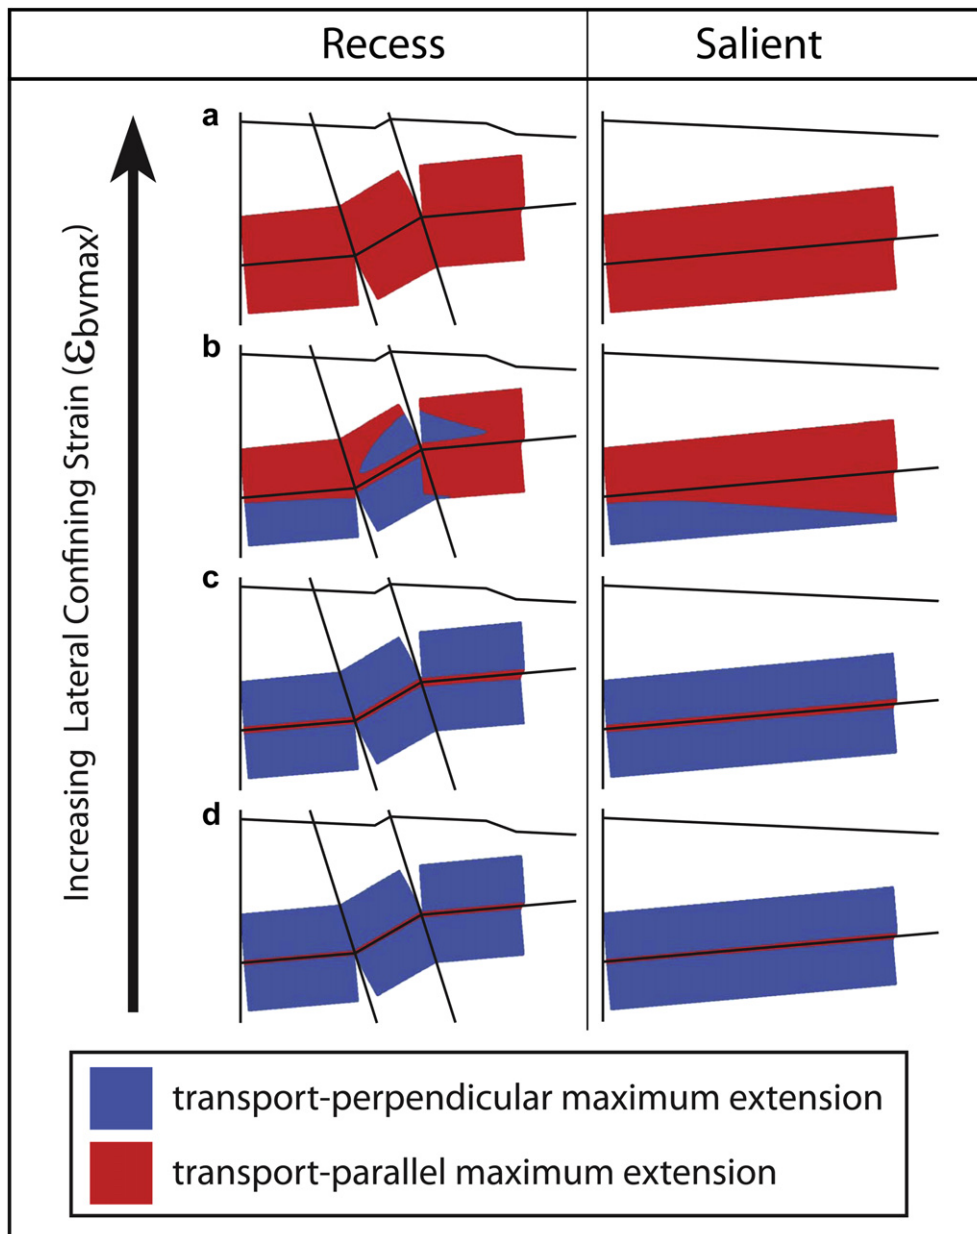 Recess
Salient
a
b
c
d
Increasing Lateral Confining Strain (εbvmax)
transport-perpendicular maximum extension
transport-parallel maximum extension